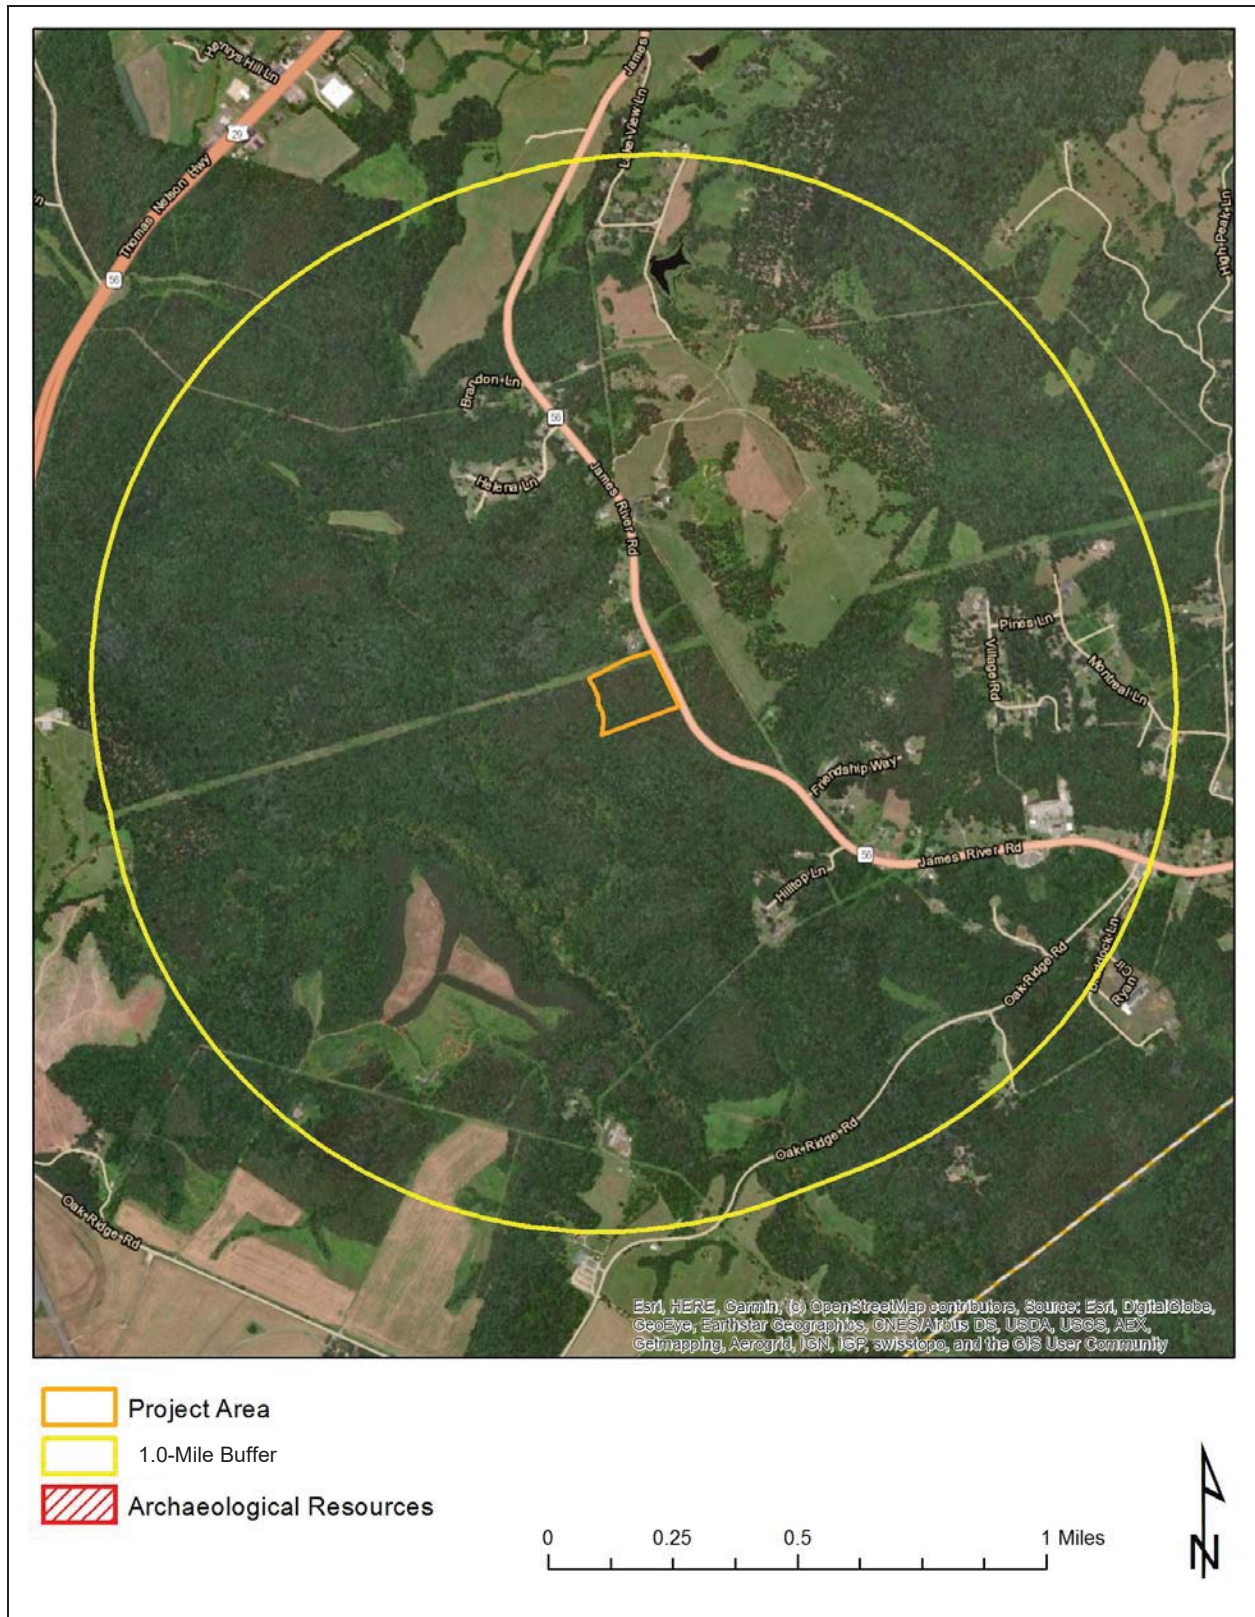 Henrys Hill Ln
29
Thomas Nelson Hwy
56
James
Lake View Ln
High Peak Ln
Brandon Ln
56
Helena Ln
James River Rd
Pines Ln
Village Rd
Montreal Ln
Friendship Way
56
James River Rd
Hilltop Ln
Oak Ridge Rd
Ryan Cir
Oak Ridge Rd
Oak Ridge Rd
Esri, HERE, Garmin, (c) OpenStreetMap contributors, Source: Esri, DigitalGlobe,
GeoEye, Earthstar Geographics, CNES/Airbus DS, USDA, USGS, AEX,
Getmapping, Aerogrid, IGN, IGP, swisstopo, and the GIS User Community
Project Area
1.0-Mile Buffer
Archaeological Resources
0 0.25 0.5 1 Miles
N